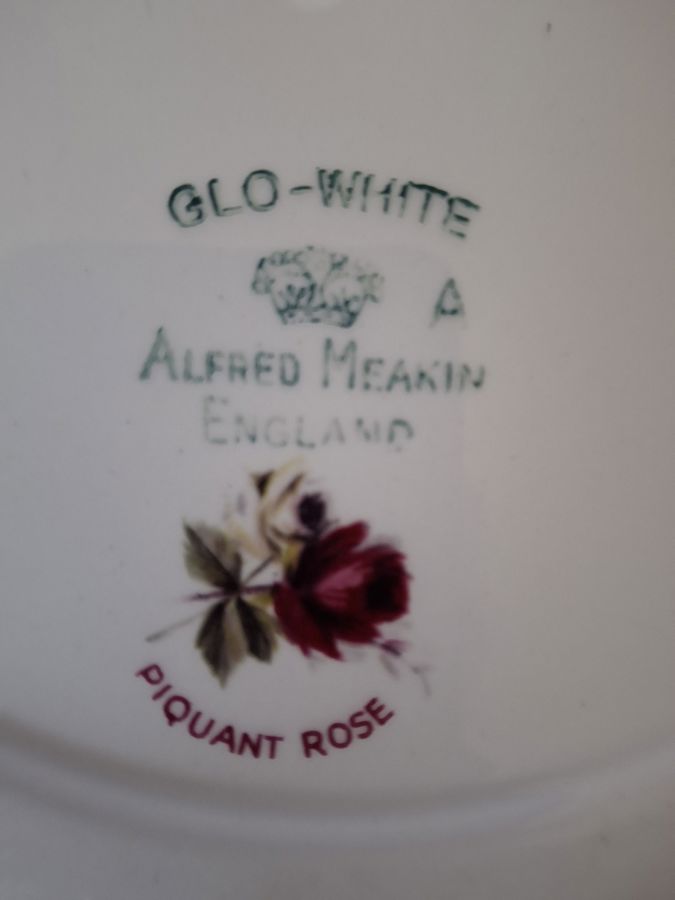 GLO-WHITE
A
ALFRED MEAKIN
ENGLAND
PIQUANT ROSE